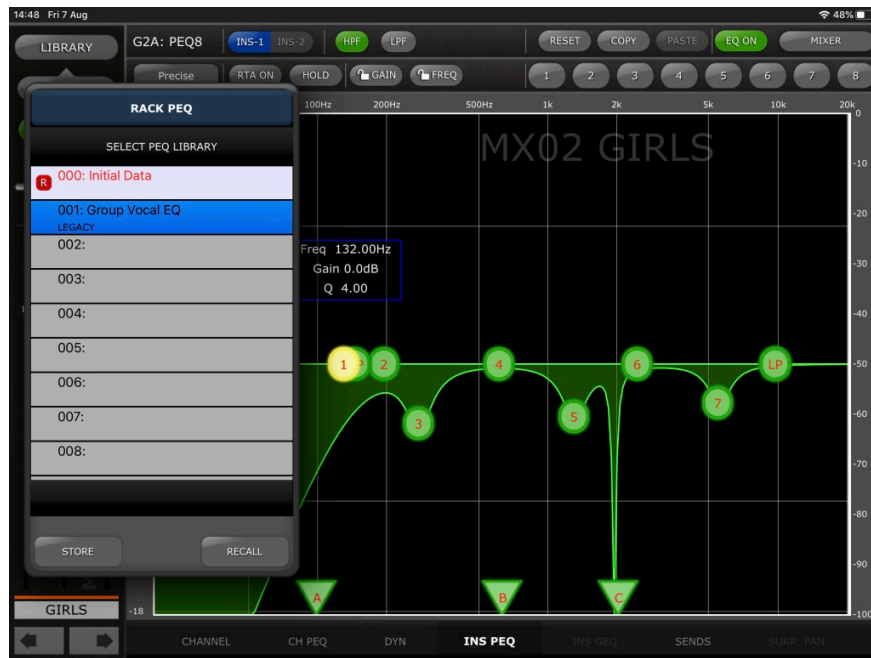 14:48 Fri 7 Aug 48%
LIBRARY G2A: PEQ8 INS-1 INS-2 HPF LPF RESET COPY PASTE EQ ON MIXER
Precise RTA ON HOLD GAIN FREQ 1 2 3 4 5 6 7 8
100Hz 200Hz 500Hz 1k 2k 5k 10k 20k
RACK PEQ
SELECT PEQ LIBRARY
R 000: Initial Data
001: Group Vocal EQ
LEGACY
002:
003:
004:
005:
006:
007:
008:
STORE RECALL
MX02 GIRLS
Freq 132.00Hz
Gain 0.0dB
Q 4.00
1 2 4 6 LP
3 5 7
A B C
0
-10
-20
-30
-40
-50
-60
-70
-80
-90
-100
-18
GIRLS
CHANNEL CH PEQ DYN INS PEQ INS GEQ SENDS SURR. PAN